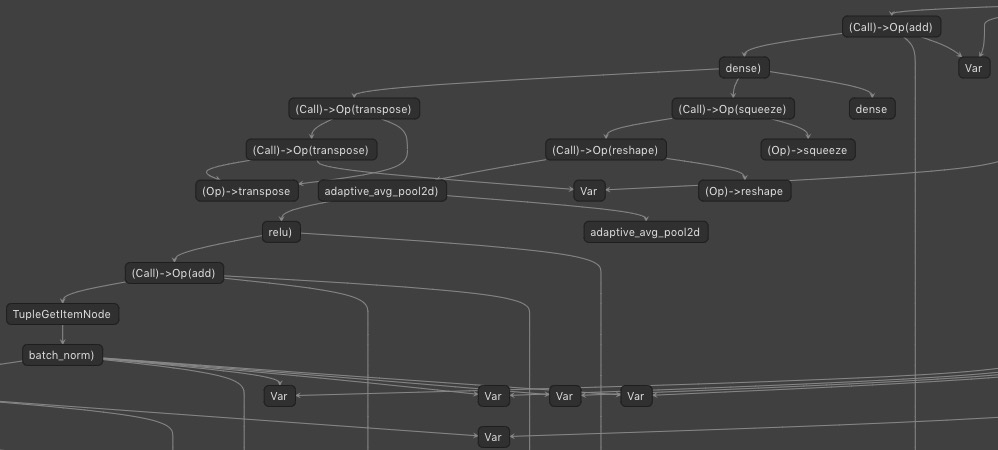 (Call)->Op(add)
dense)
Var
(Call)->Op(transpose)
(Call)->Op(squeeze)
dense
(Call)->Op(transpose)
(Call)->Op(reshape)
(Op)->squeeze
(Op)->transpose
adaptive_avg_pool2d)
Var
(Op)->reshape
relu)
adaptive_avg_pool2d
(Call)->Op(add)
TupleGetItemNode
batch_norm)
Var
Var
Var
Var
Var